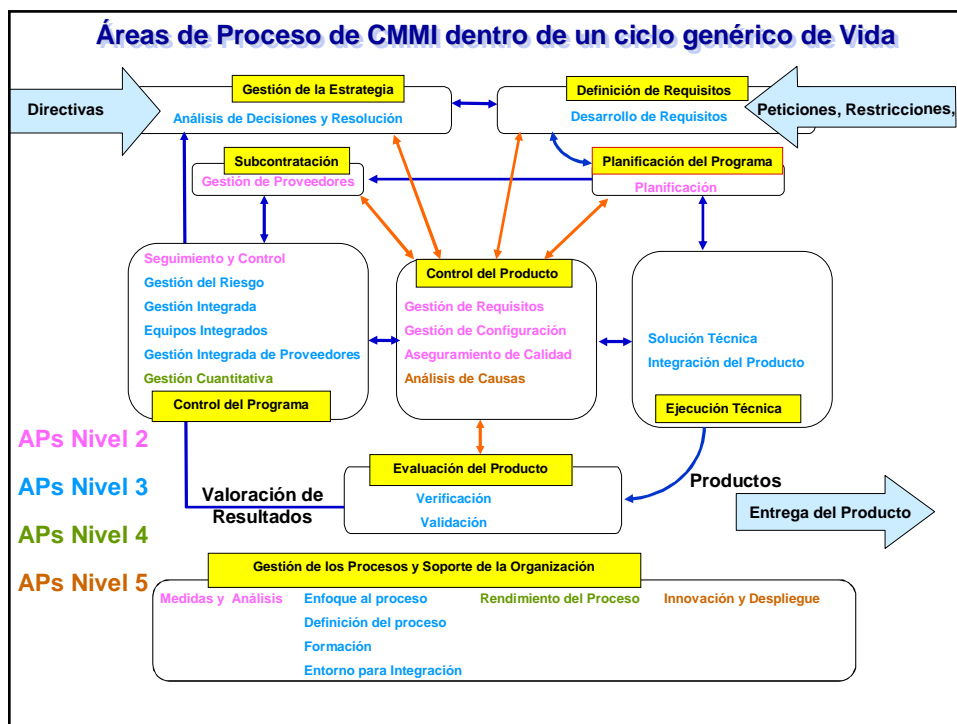 Áreas de Proceso de CMMI dentro de un ciclo genérico de Vida
Directivas
Gestión de la Estrategia
Análisis de Decisiones y Resolución
Definición de Requisitos
Desarrollo de Requisitos
Peticiones, Restricciones,
Subcontratación
Gestión de Proveedores
Planificación del Programa
Planificación
Seguimiento y Control
Gestión del Riesgo
Gestión Integrada
Equipos Integrados
Gestión Integrada de Proveedores
Gestión Cuantitativa
Control del Programa
Control del Producto
Gestión de Requisitos
Gestión de Configuración
Aseguramiento de Calidad
Análisis de Causas
Solución Técnica
Integración del Producto
Ejecución Técnica
APs Nivel 2
APs Nivel 3
APs Nivel 4
APs Nivel 5
Valoración de
Resultados
Evaluación del Producto
Verificación
Validación
Productos
Entrega del Producto
Gestión de los Procesos y Soporte de la Organización
Medidas y Análisis
Enfoque al proceso
Definición del proceso
Formación
Entorno para Integración
Rendimiento del Proceso
Innovación y Despliegue